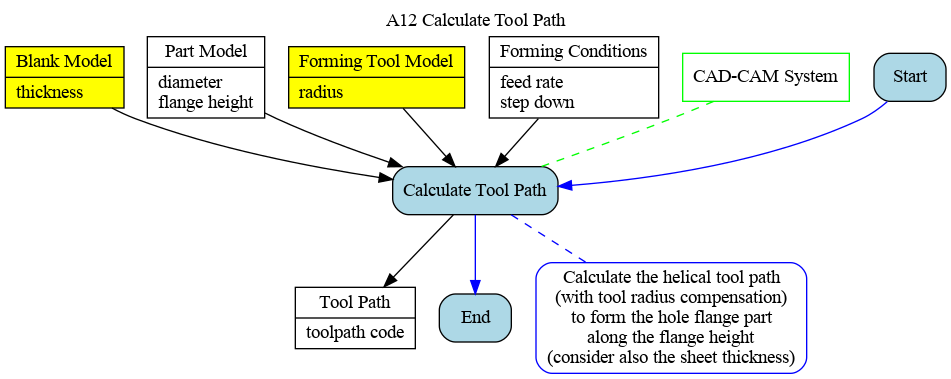 A12 Calculate Tool Path
Blank Model
thickness
Part Model
diameter
flange height
Forming Tool Model
radius
Forming Conditions
feed rate
step down
CAD-CAM System
Start
Calculate Tool Path
Tool Path
toolpath code
End
Calculate the helical tool path
(with tool radius compensation)
to form the hole flange part
along the flange height
(consider also the sheet thickness)